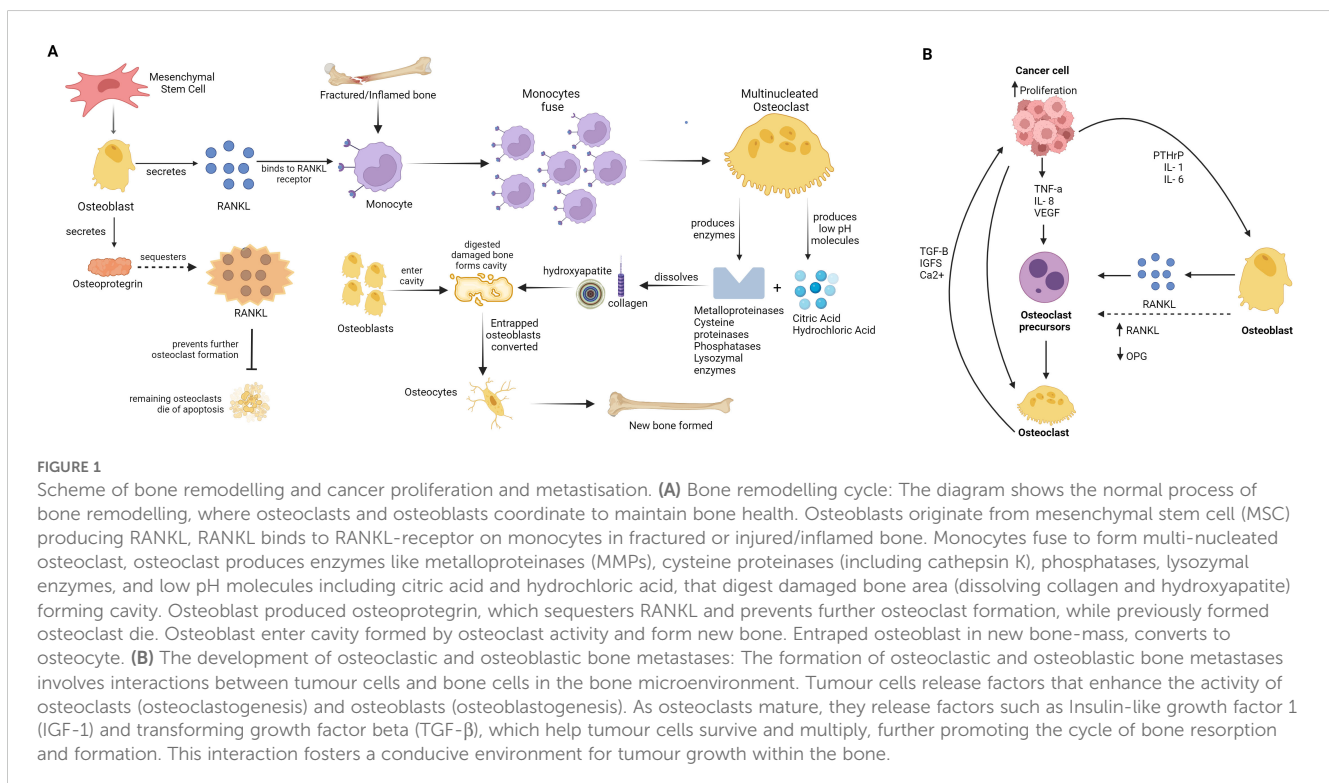 A
Mesenchymal
Stem Cell
Fractured/Inflamed bone
Monocytes
fuse
Multinucleated
Osteoclast
secretes
binds to RANKL
receptor
Osteoblast
RANKL
Monocyte
secretes
produces
enzymes
produces
low pH
molecules
sequesters
Osteoprotegrin
RANKL
enter
cavity
Osteoblasts
digested
damaged bone
forms cavity
hydroxyapatite
collagen
dissolves
+
Metalloproteinases
Cysteine
proteinases
Phosphatases
Lysozymal
enzymes
Citric Acid
Hydrochloric Acid
Entrapped
osteoblasts
converted
prevents further
osteoclast formation
remaining osteoclasts
die of apoptosis
Osteocytes
New bone formed
B
Cancer cell
Proliferation
PTHrP
IL- 1
IL- 6
TNF-a
IL- 8
VEGF
TGF-B
IGFS
Ca2+
RANKL
Osteoclast
precursors
RANKL
OPG
Osteoblast
Osteoclast
FIGURE 1
Scheme of bone remodelling and cancer proliferation and metastisation. (A) Bone remodelling cycle: The diagram shows the normal process of
bone remodelling, where osteoclasts and osteoblasts coordinate to maintain bone health. Osteoblasts originate from mesenchymal stem cell (MSC)
producing RANKL, RANKL binds to RANKL-receptor on monocytes in fractured or injured/inflamed bone. Monocytes fuse to form multi-nucleated
osteoclast, osteoclast produces enzymes like metalloproteinases (MMPs), cysteine proteinases (including cathepsin K), phosphatases, lysozymal
enzymes, and low pH molecules including citric acid and hydrochloric acid, that digest damaged bone area (dissolving collagen and hydroxyapatite)
forming cavity. Osteoblast produced osteoprotegrin, which sequesters RANKL and prevents further osteoclast formation, while previously formed
osteoclast die. Osteoblast enter cavity formed by osteoclast activity and form new bone. Entraped osteoblast in new bone-mass, converts to
osteocyte. (B) The development of osteoclastic and osteoblastic bone metastases: The formation of osteoclastic and osteoblastic bone metastases
involves interactions between tumour cells and bone cells in the bone microenvironment. Tumour cells release factors that enhance the activity of
osteoclasts (osteoclastogenesis) and osteoblasts (osteoblastogenesis). As osteoclasts mature, they release factors such as Insulin-like growth factor 1
(IGF-1) and transforming growth factor beta (TGF-β), which help tumour cells survive and multiply, further promoting the cycle of bone resorption
and formation. This interaction fosters a conducive environment for tumour growth within the bone.